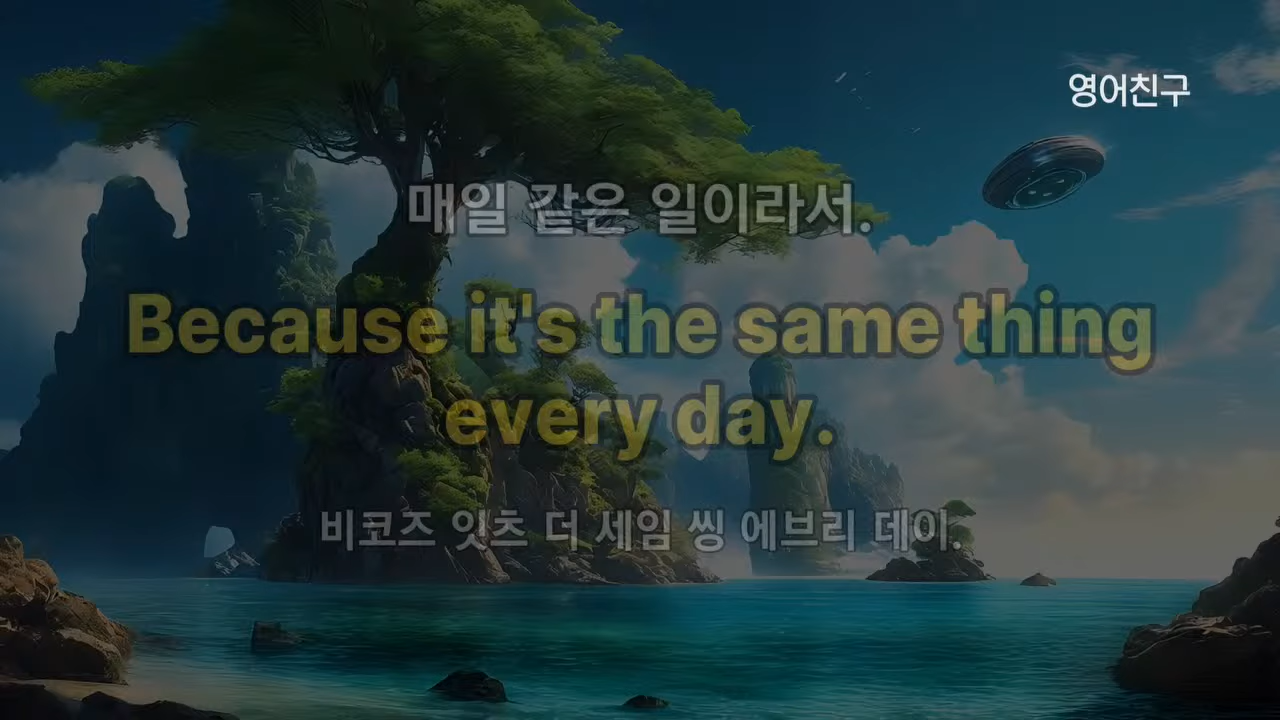 영어친구
매일 같은 일이라서.
Because it's the same thing
every day.
비코즈 잇츠 더 세임 씽 에브리 데이.